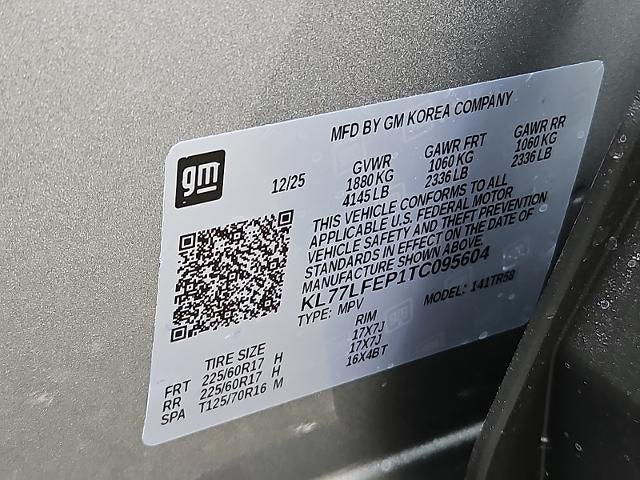 MFD BY GM KOREA COMPANY
gm
12/25
GVWR GAWR FRT GAWR RR
1880 KG 1060 KG 1060 KG
4145 LB 2336 LB 2336 LB
THIS VEHICLE CONFORMS TO ALL
APPLICABLE U.S. FEDERAL MOTOR
VEHICLE SAFETY AND THEFT PREVENTION
STANDARDS IN EFFECT ON THE DATE OF
MANUFACTURE SHOWN ABOVE.
KL77LFEP1TC095604
TYPE: MPV MODEL: 141TR58
TIRE SIZE RIM
FRT 225/60R17 H 17X7J
RR 225/60R17 H 17X7J
SPA T125/70R16 M 16X4BT